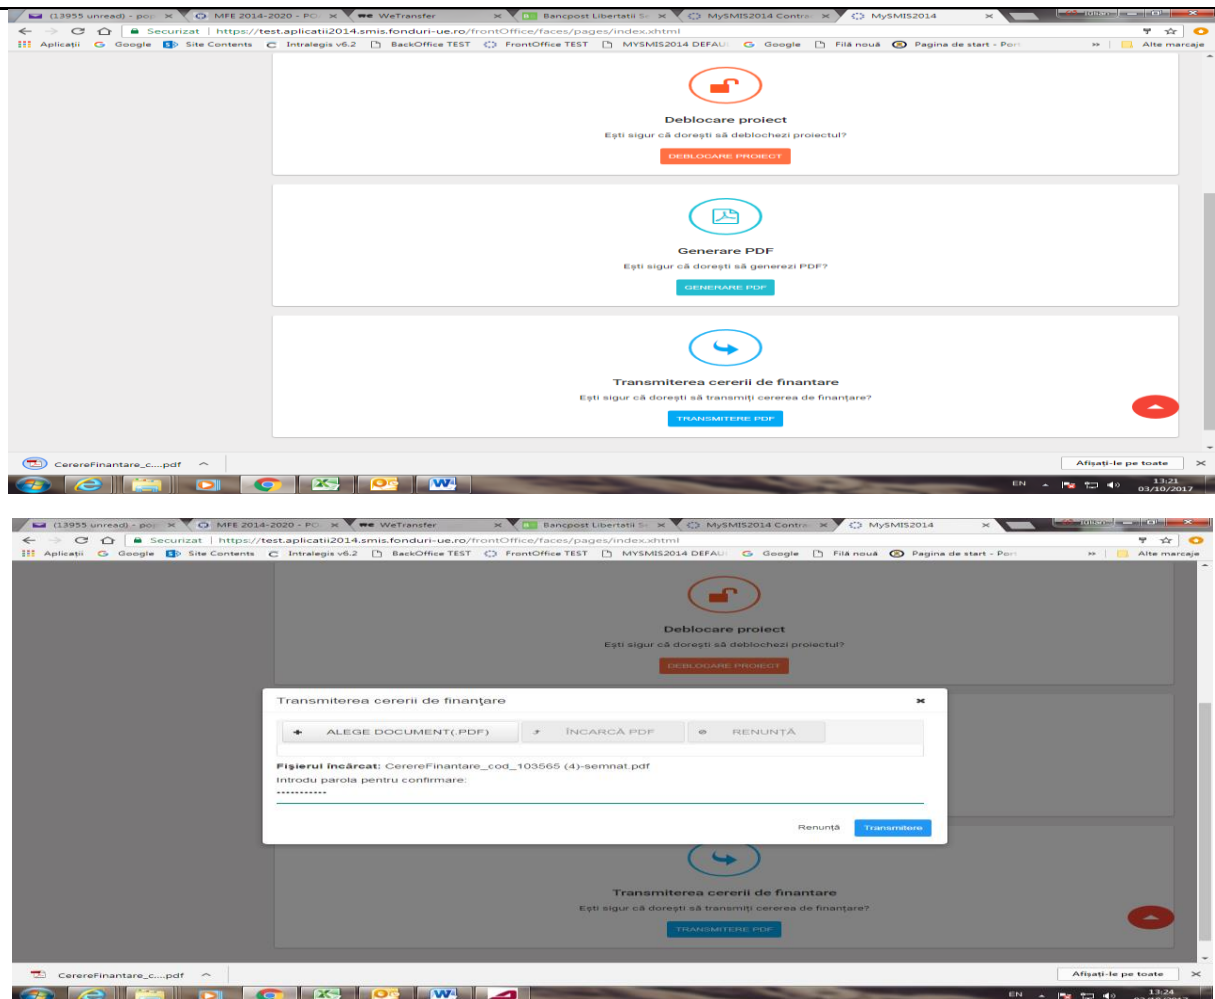 (13955 unread) - pop
MFE 2014-2020 - PO
WeTransfer
Bancpost Libertatii Se
MySMIS2014 Contra
MySMIS2014
Securizat | https://test.aplicatii2014.smis.fonduri-ue.ro/frontOffice/faces/pages/index.xhtml
Aplicații Google Site Contents Intralegis v6.2 BackOffice TEST FrontOffice TEST MYSMIS2014 DEFAU Google Filă nouă Pagina de start - Por » Alte marcaje
Deblocare proiect
Ești sigur că dorești să deblochezi proiectul?
DEBLOCARE PROIECT
Generare PDF
Ești sigur că dorești să generezi PDF?
GENERARE PDF
Transmiterea cererii de finantare
Ești sigur că dorești să transmiți cererea de finanțare?
TRANSMITERE PDF
CerereFinantare_c....pdf
Afișați-le pe toate
EN
13:21
03/10/2017
(13955 unread) - pop
MFE 2014-2020 - PO
WeTransfer
Bancpost Libertatii Se
MySMIS2014 Contra
MySMIS2014
Securizat | https://test.aplicatii2014.smis.fonduri-ue.ro/frontOffice/faces/pages/index.xhtml
Aplicații Google Site Contents Intralegis v6.2 BackOffice TEST FrontOffice TEST MYSMIS2014 DEFAU Google Filă nouă Pagina de start - Por » Alte marcaje
Deblocare proiect
Ești sigur că dorești să deblochezi proiectul?
DEBLOCARE PROIECT
Transmiterea cererii de finanțare
ALEGE DOCUMENT(.PDF) ÎNCARCĂ PDF RENUNȚĂ
Fișierul încărcat: CerereFinantare_cod_103565 (4)-semnat.pdf
Introdu parola pentru confirmare:
•••••••••••
Renunță Transmitere
Transmiterea cererii de finantare
Ești sigur că dorești să transmiți cererea de finanțare?
TRANSMITERE PDF
CerereFinantare_c....pdf
Afișați-le pe toate
EN
13:24